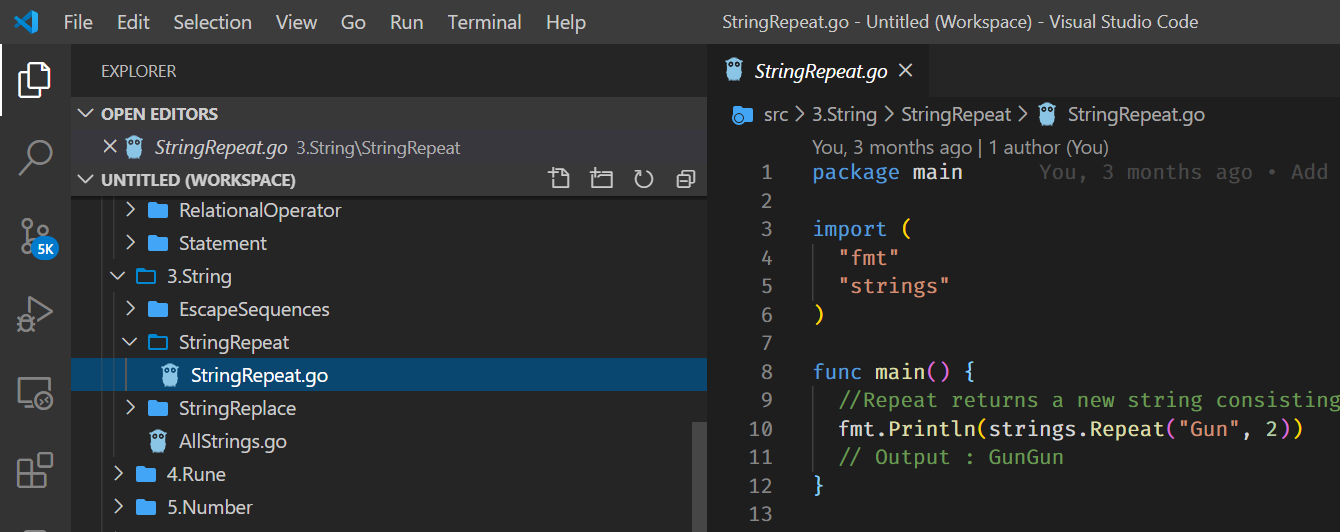 File Edit Selection View Go Run Terminal Help StringRepeat.go - Untitled (Workspace) - Visual Studio Code
EXPLORER
OPEN EDITORS
StringRepeat.go 3.String\StringRepeat
UNTITLED (WORKSPACE)
RelationalOperator
Statement
3.String
EscapeSequences
StringRepeat
StringRepeat.go
StringReplace
AllStrings.go
4.Rune
5.Number
5K
StringRepeat.go
src > 3.String > StringRepeat > StringRepeat.go
You, 3 months ago | 1 author (You)
1 package main You, 3 months ago • Add
2
3 import (
4 "fmt"
5 "strings"
6 )
7
8 func main() {
9 //Repeat returns a new string consisting
10 fmt.Println(strings.Repeat("Gun", 2))
11 // Output : GunGun
12 }
13